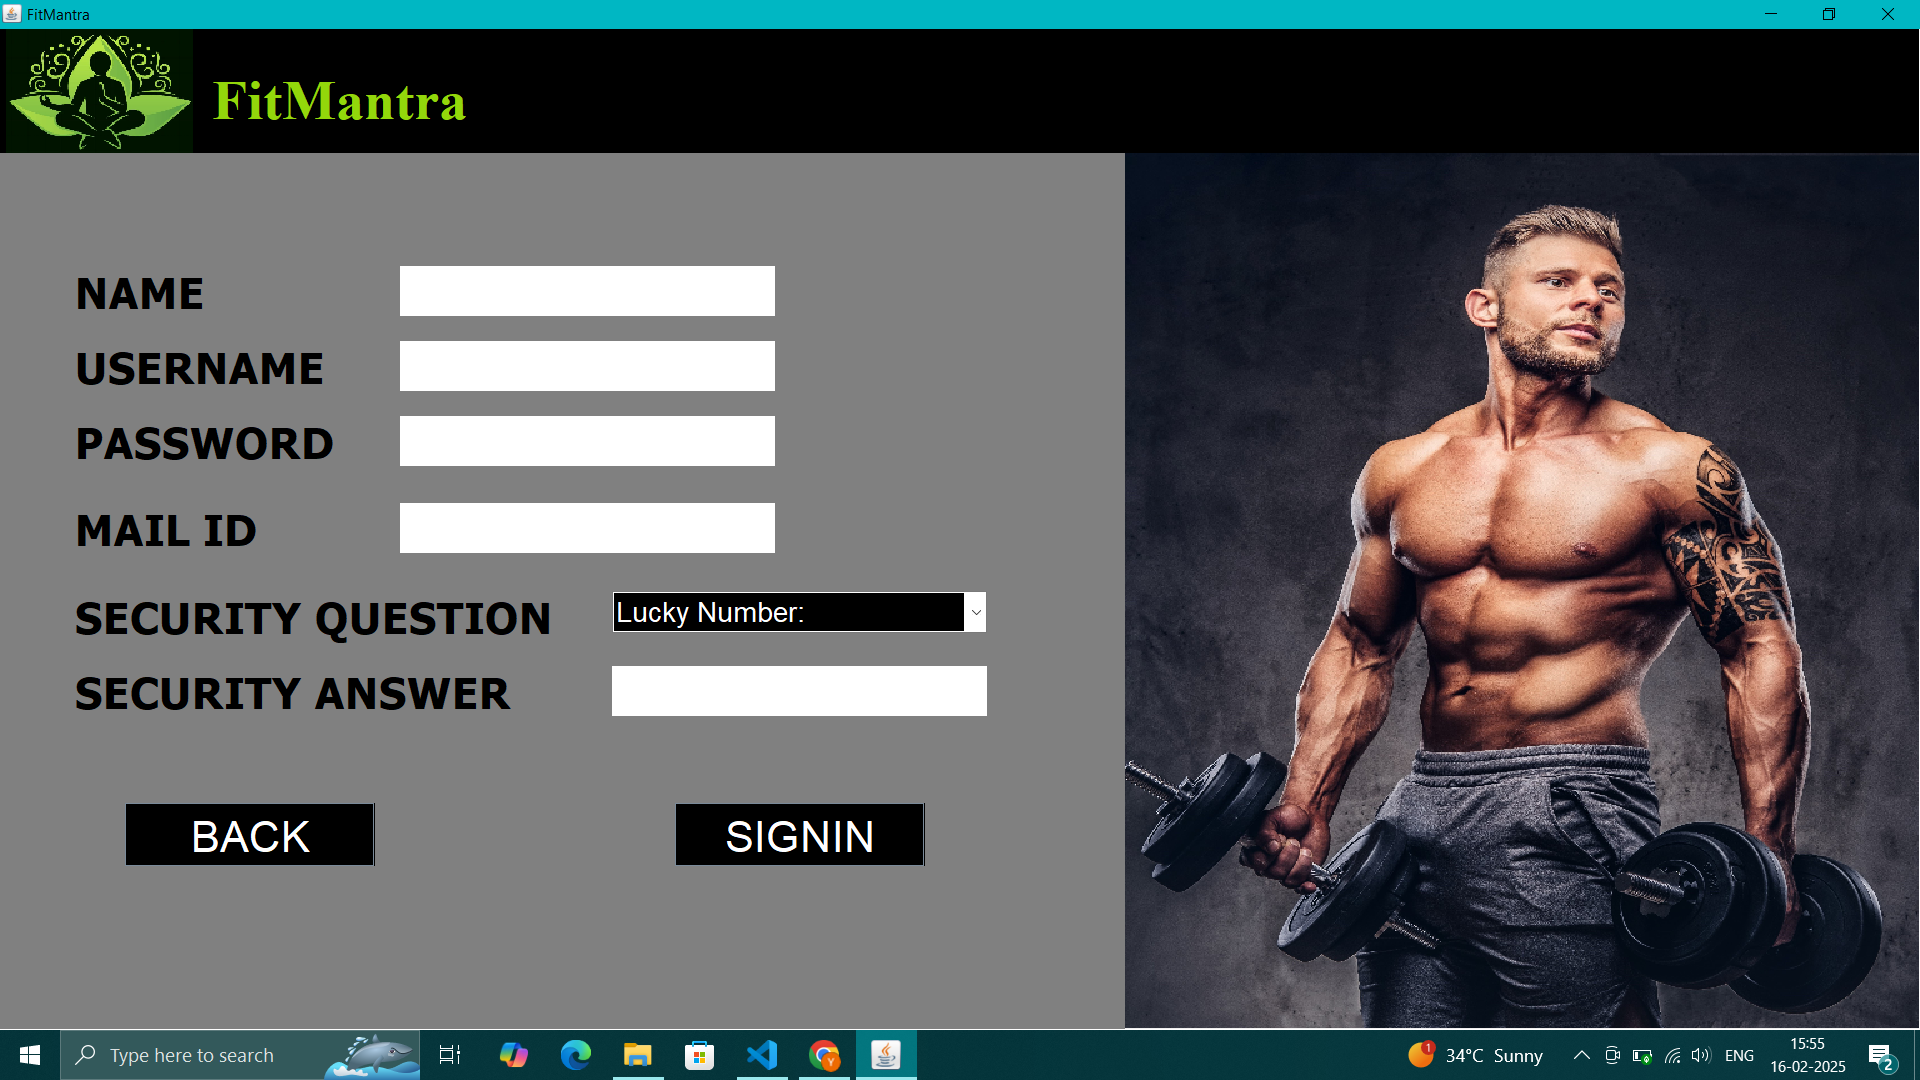 FitMantra
FitMantra
NAME
USERNAME
PASSWORD
MAIL ID
SECURITY QUESTION
Lucky Number:
SECURITY ANSWER
BACK
SIGNIN
Type here to search
Y
1
34°C Sunny
ENG
15:55
16-02-2025
2